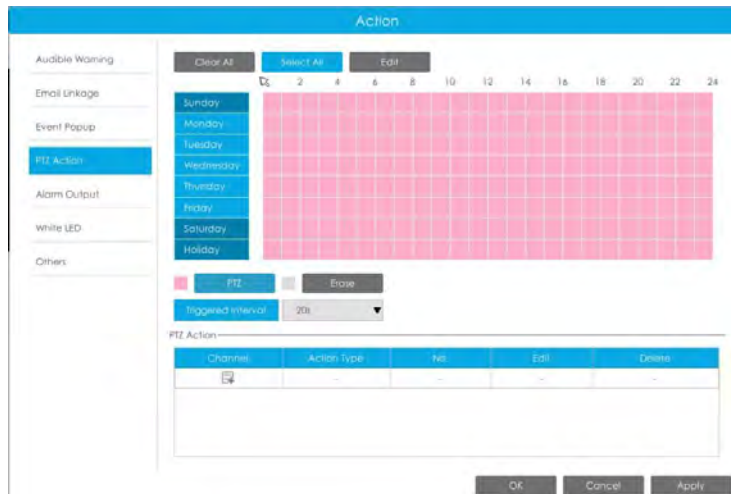 Action
Audible Warning
Email Linkage
Event Popup
PTZ Action
Alarm Output
White LED
Others
Clear All Select All Edit
2 4 6 8 10 12 14 16 18 20 22 24
Sunday
Monday
Tuesday
Wednesday
Thursday
Friday
Saturday
Holiday
PTZ Erase
Triggered Interval 20s
PTZ Action
Channel Action Type No. Edit Delete
- - - -
OK Cancel Apply